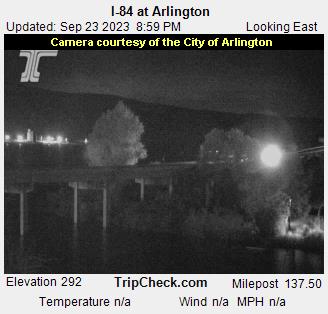 I-84 at Arlington
Updated: Sep 23 2023 8:59 PM Looking East
Camera courtesy of the City of Arlington
Elevation 292 TripCheck.com Milepost 137.50
Temperature n/a Wind n/a MPH n/a